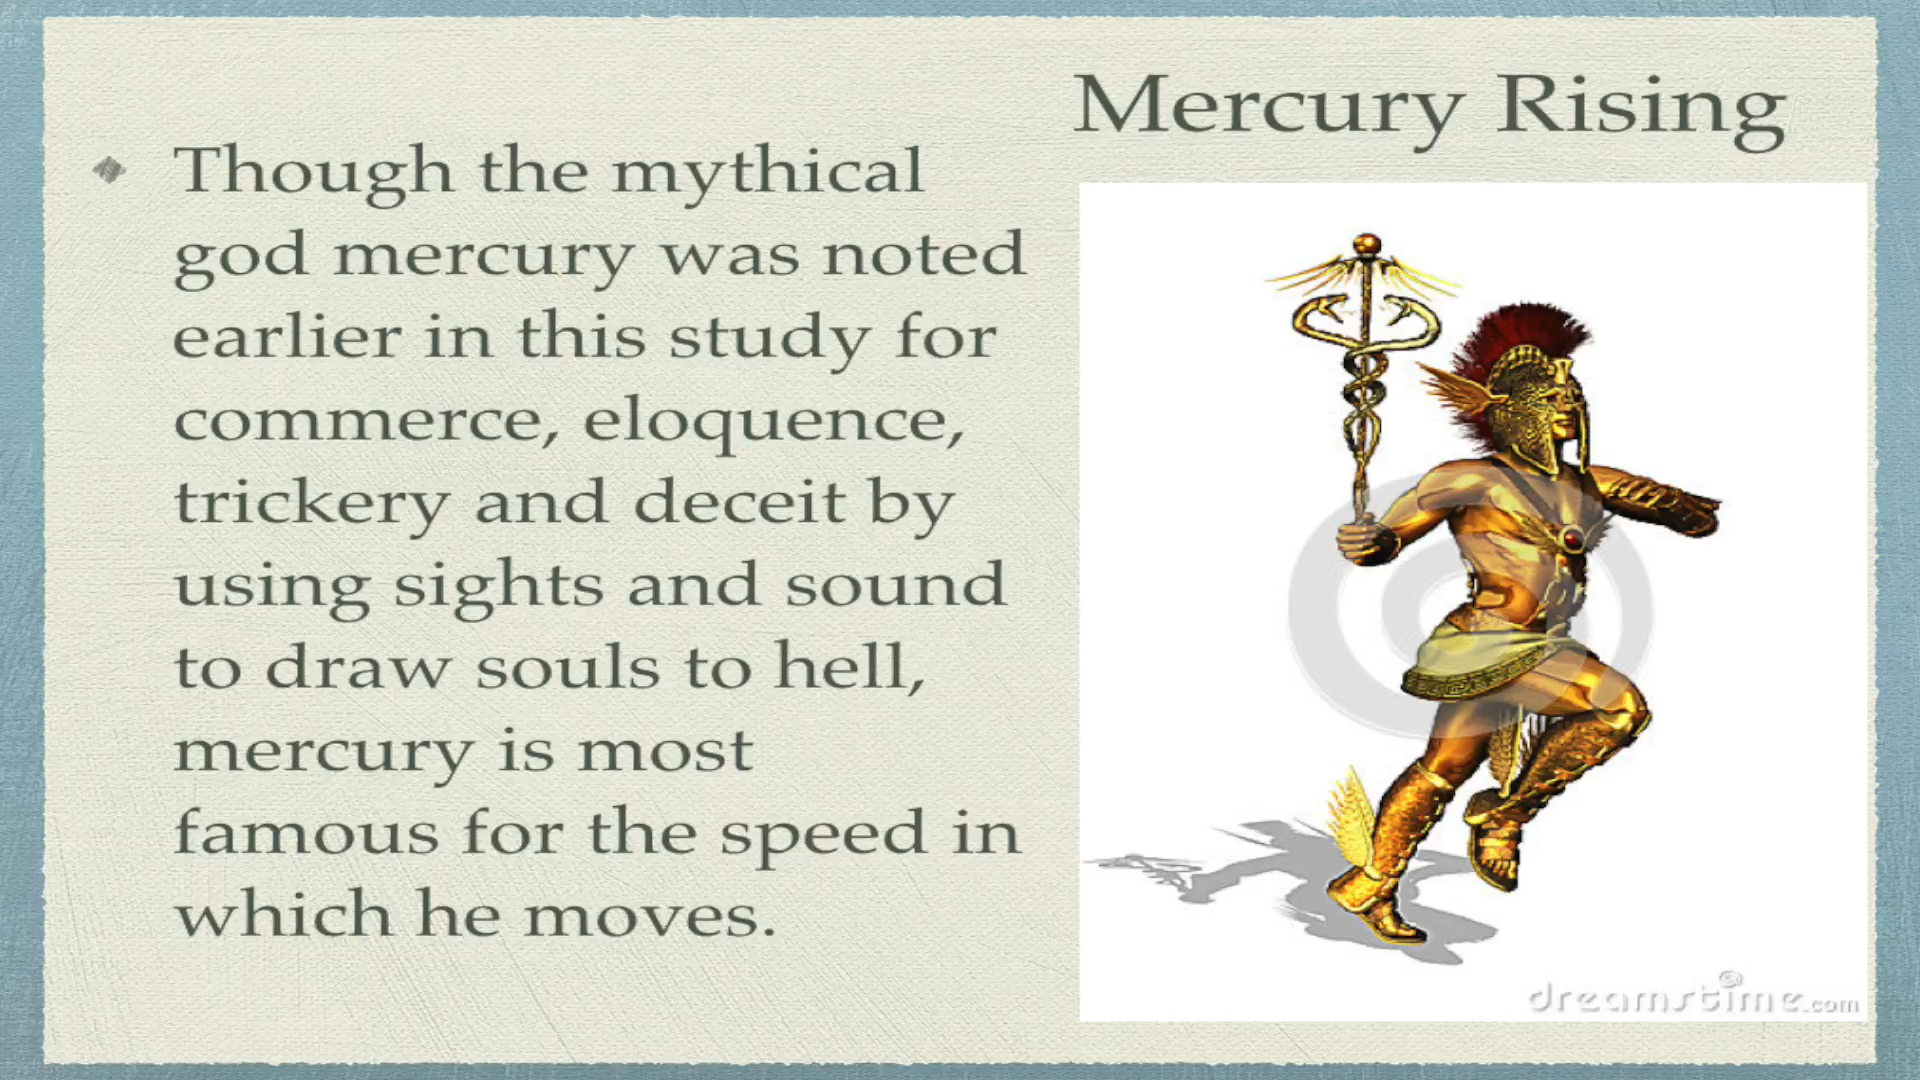 Mercury Rising
Though the mythical
god mercury was noted
earlier in this study for
commerce, eloquence,
trickery and deceit by
using sights and sound
to draw souls to hell,
mercury is most
famous for the speed in
which he moves.
dreamstime.com